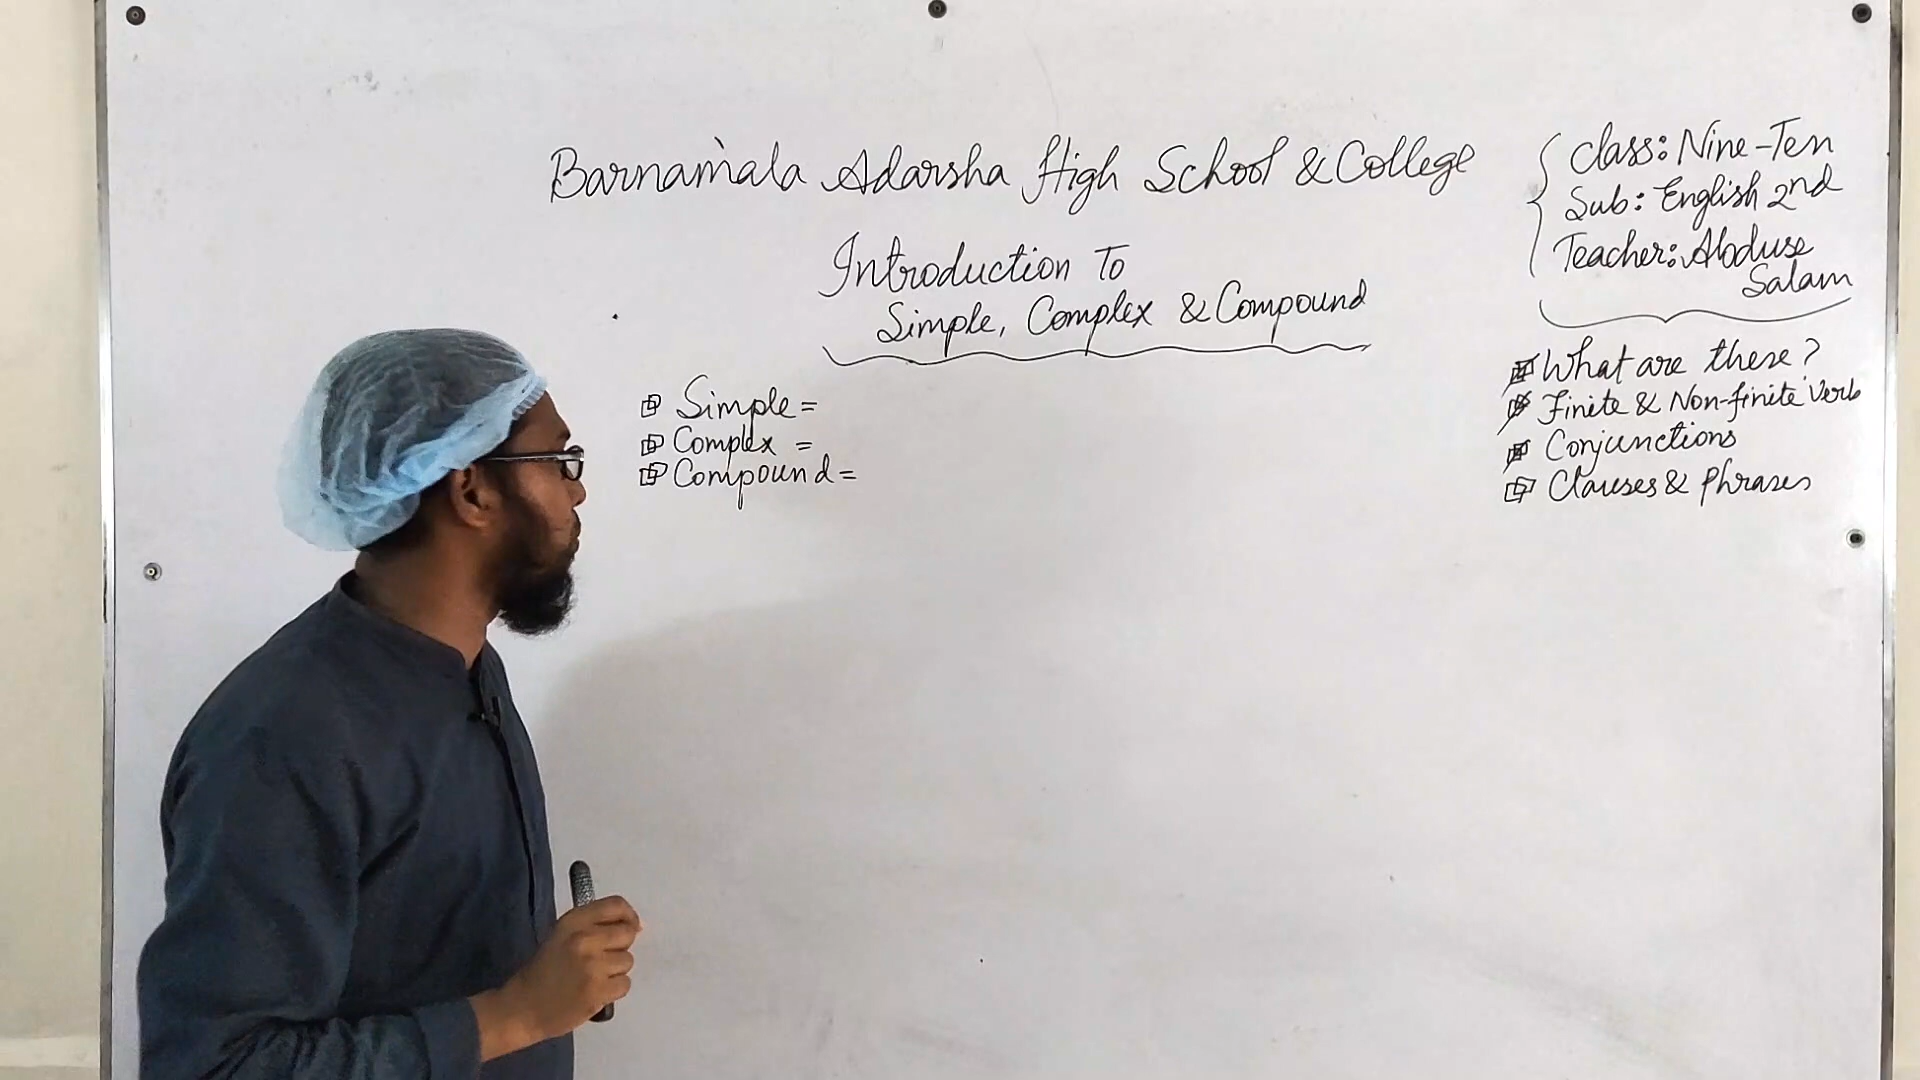 Barnamala Adarsha High School & College
Introduction To
Simple, Complex & Compound
Simple=
Complex =
Compound=
Class: Nine-Ten
Sub: English 2nd
Teacher: Abduse
Salam
What are these?
Finite & Non-finite Verb
Conjunctions
Clauses & Phrases